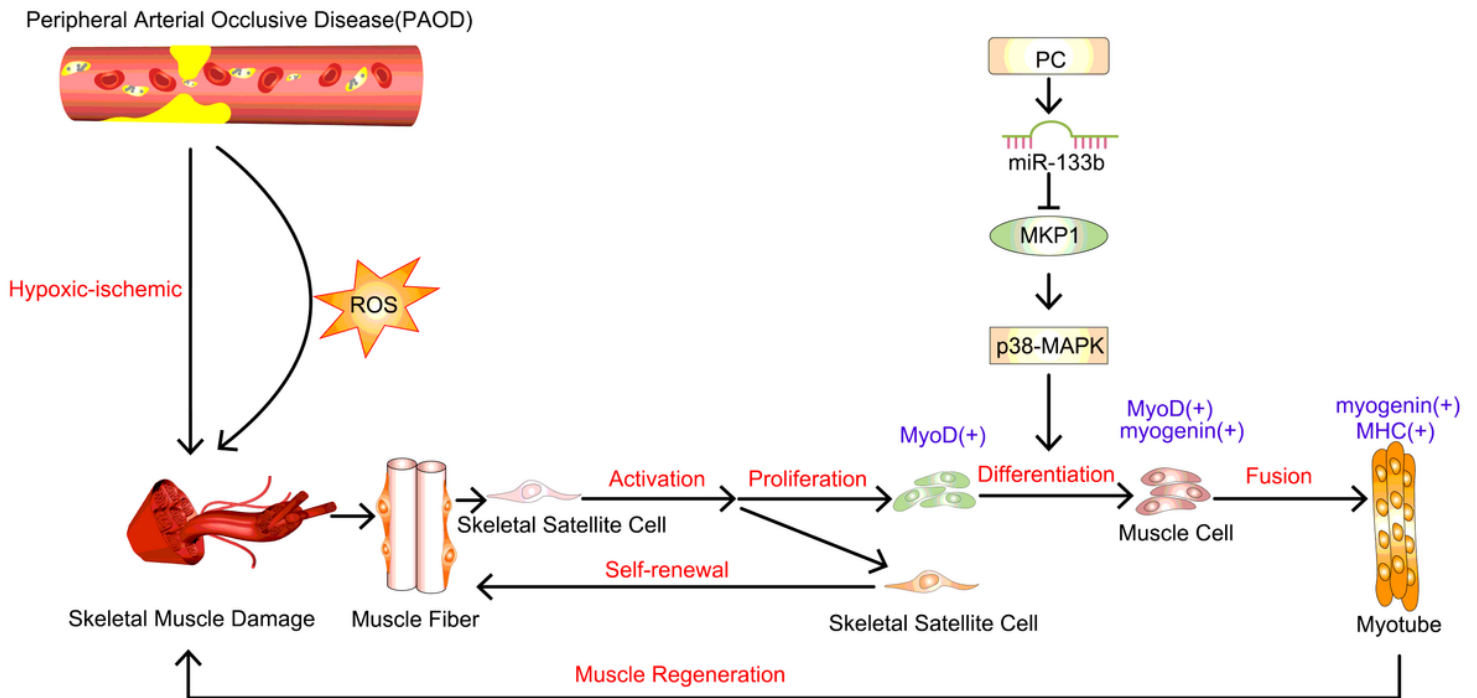 Peripheral Arterial Occlusive Disease(PAOD)
PC
miR-133b
MKP1
Hypoxic-ischemic
ROS
p38-MAPK
MyoD(+)
MyoD(+)
myogenin(+)
myogenin(+)
MHC(+)
Activation
Proliferation
Differentiation
Fusion
Skeletal Satellite Cell
Muscle Cell
Self-renewal
Skeletal Muscle Damage
Muscle Fiber
Skeletal Satellite Cell
Myotube
Muscle Regeneration